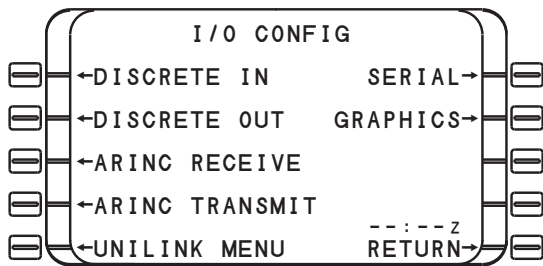 I/O CONFIG
←DISCRETE IN SERIAL→
←DISCRETE OUT GRAPHICS→
←ARINC RECEIVE
←ARINC TRANSMIT
--:--Z
←UNILINK MENU RETURN→